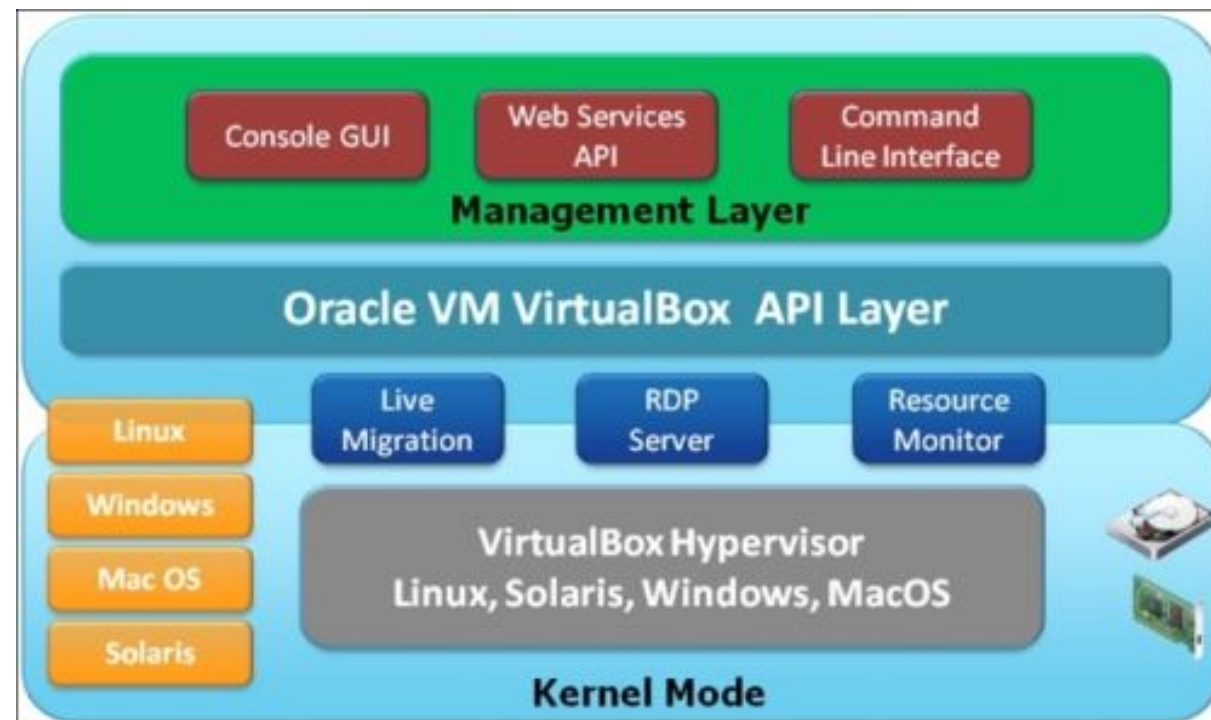 Console GUI
Web Services
API
Command
Line Interface
Management Layer
Oracle VM VirtualBox API Layer
Live
Migration
RDP
Server
Resource
Monitor
Linux
Windows
Mac OS
Solaris
VirtualBox Hypervisor
Linux, Solaris, Windows, MacOS
Kernel Mode